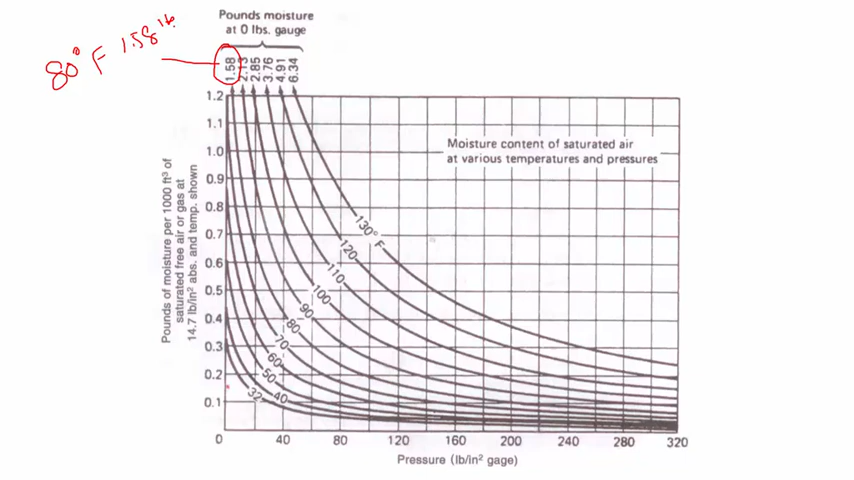 Pounds moisture
at 0 lbs. gauge
80° F 1.58 lb
1.58
2.13
2.85
3.76
4.91
6.34
1.2
1.1
1.0
0.9
0.8
0.7
0.6
0.5
0.4
0.3
0.2
0.1
Moisture content of saturated air
at various temperatures and pressures
130° F
120
110
100
90
80
70
60
50
40
32
Pounds of moisture per 1000 ft³ of
saturated free air or gas at
14.7 lb/in² abs. and temp. shown
0 40 80 120 160 200 240 280 320
Pressure (lb/in² gage)